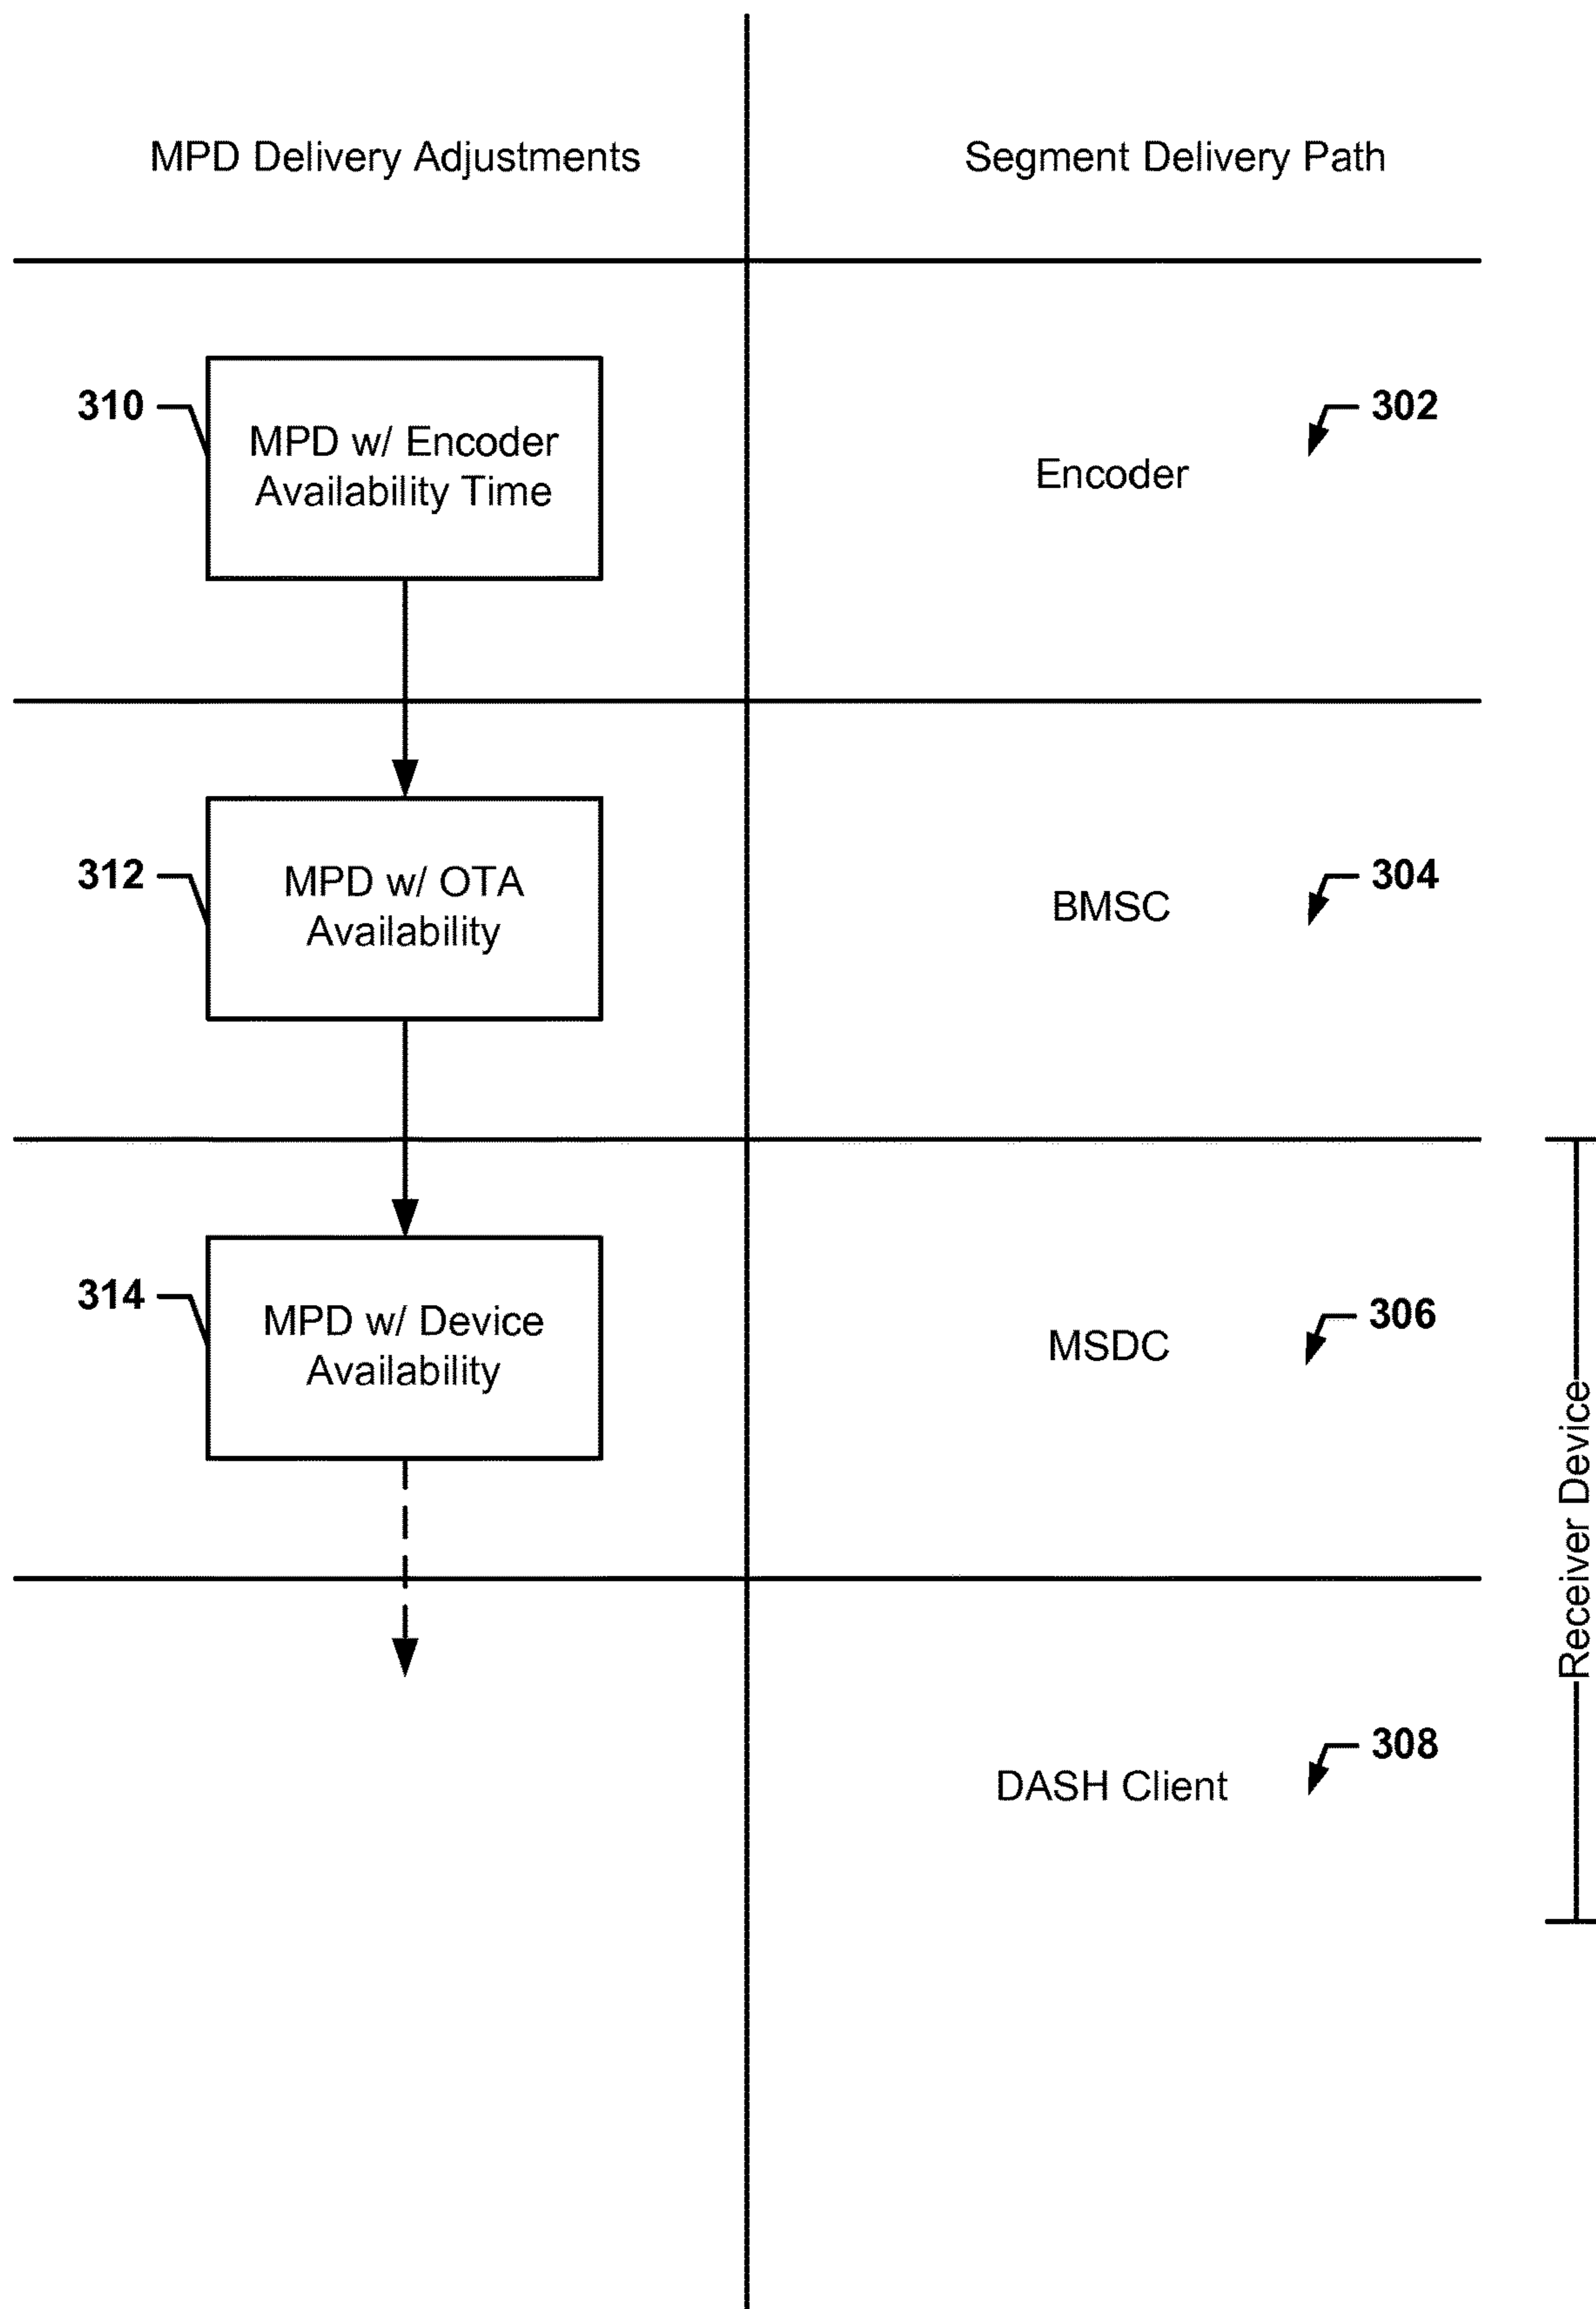 MPD Delivery Adjustments
Segment Delivery Path
310
MPD w/ Encoder
Availability Time
302
Encoder
312
MPD w/ OTA
Availability
304
BMSC
314
MPD w/ Device
Availability
306
MSDC
Receiver Device
308
DASH Client